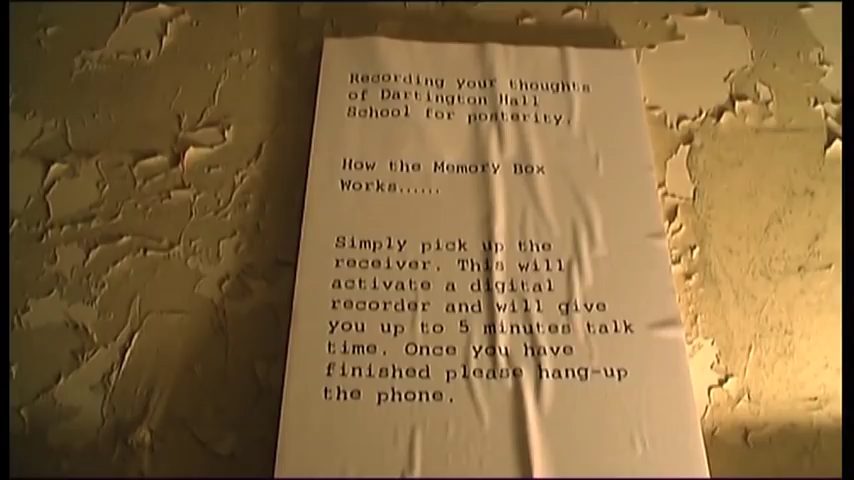 Recording your thoughts
of Dartington Hall
School for posterity.
How the Memory Box
Works......
Simply pick up the
receiver. This will
activate a digital
recorder and will give
you up to 5 minutes talk
time. Once you have
finished please hang-up
the phone.